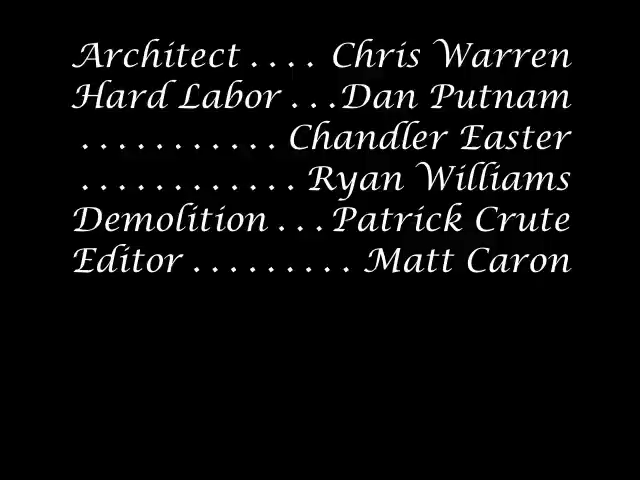 Architect . . . . Chris Warren
Hard Labor . . .Dan Putnam
. . . . . . . . . . . Chandler Easter
. . . . . . . . . . . . Ryan Williams
Demolition . . . Patrick Crute
Editor . . . . . . . . . Matt Caron